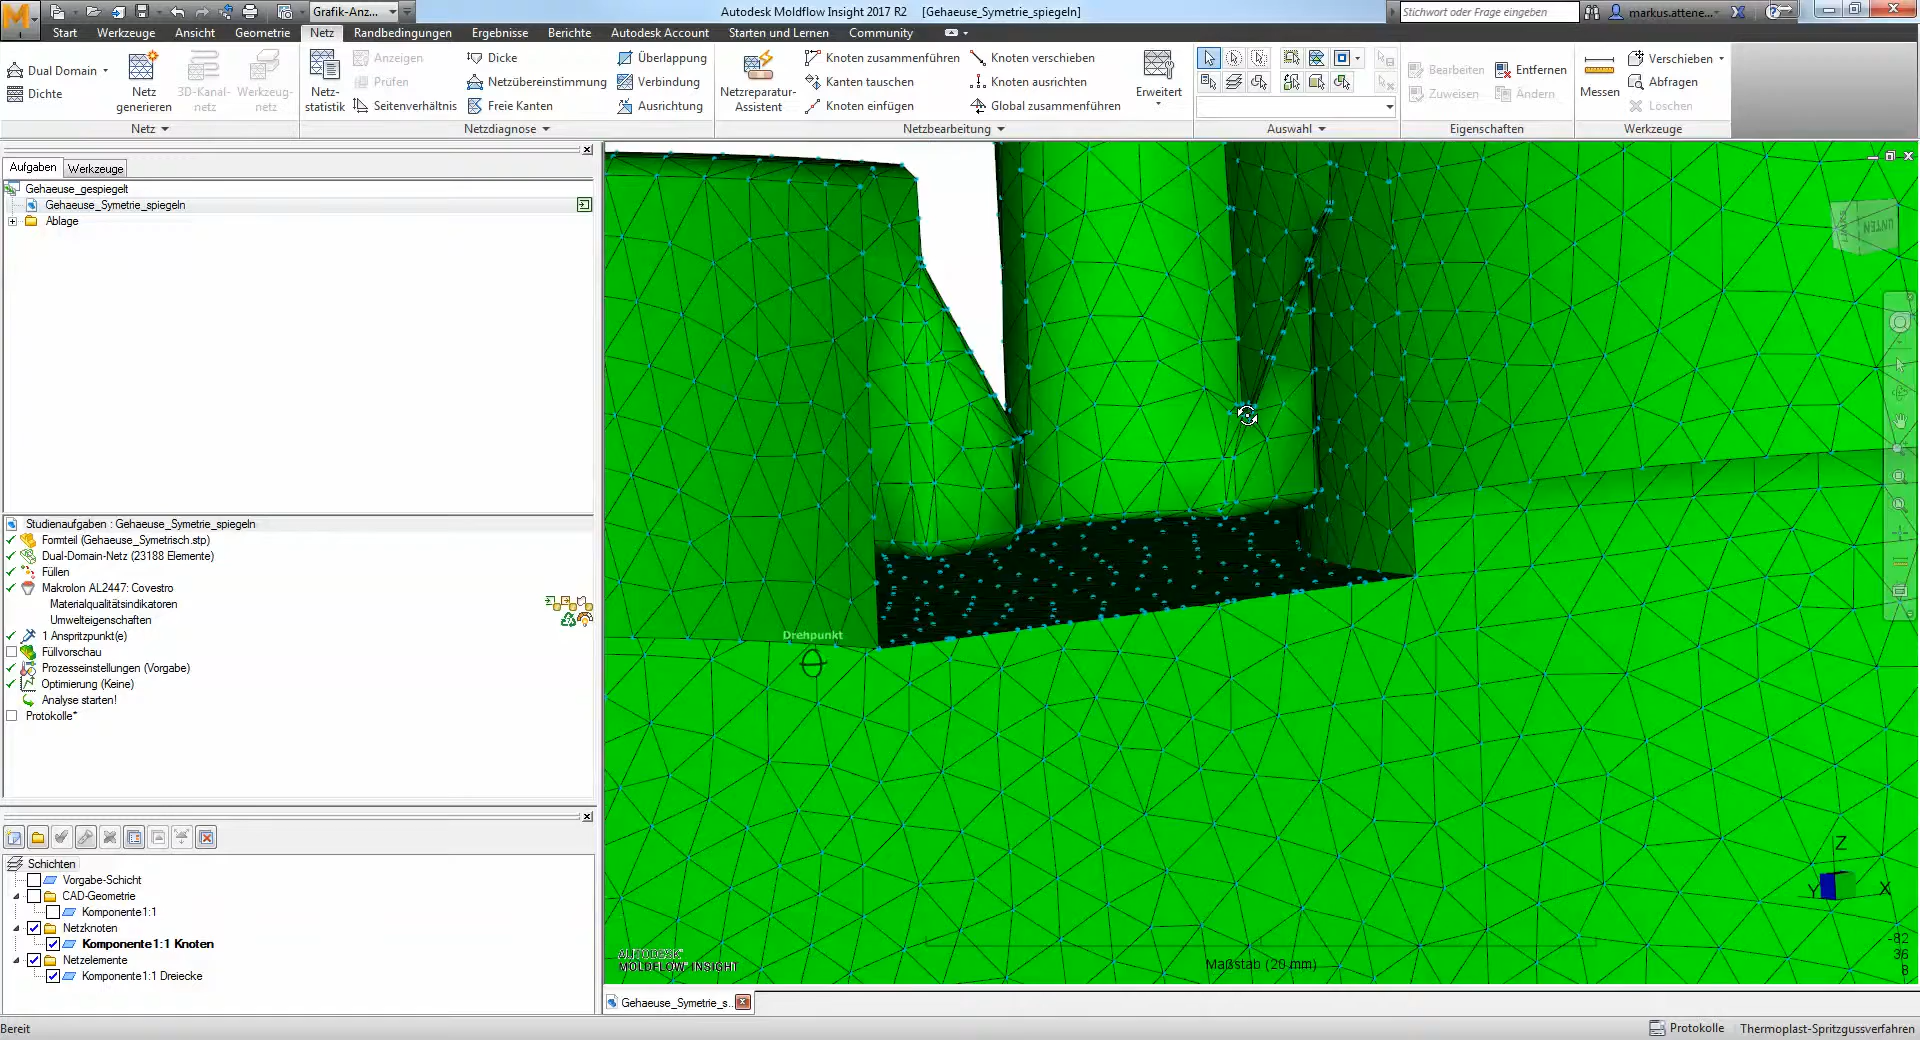 Grafik-Anz...
Autodesk Moldflow Insight 2017 R2 [Gehaeuse_Symetrie_spiegeln]
Stichwort oder Frage eingeben
markus.attene...
Start Werkzeuge Ansicht Geometrie Netz Randbedingungen Ergebnisse Berichte Autodesk Account Starten und Lernen Community
Dual Domain
Dichte
Netz generieren
3D-Kanal-netz
Werkzeug-netz
Netz
Netz-statistik
Anzeigen
Prüfen
Seitenverhältnis
Dicke
Netzübereinstimmung
Freie Kanten
Überlappung
Verbindung
Ausrichtung
Netzdiagnose
Netzreparatur-Assistent
Knoten zusammenführen
Kanten tauschen
Knoten einfügen
Knoten verschieben
Knoten ausrichten
Global zusammenführen
Erweitert
Netzbearbeitung
Auswahl
Bearbeiten
Zuweisen
Entfernen
Ändern
Eigenschaften
Messen
Verschieben
Abfragen
Löschen
Werkzeuge
Aufgaben Werkzeuge
Gehaeuse_gespiegelt
Gehaeuse_Symetrie_spiegeln
Ablage
Studienaufgaben : Gehaeuse_Symetrie_spiegeln
Formteil (Gehaeuse_Symetrisch.stp)
Dual-Domain-Netz (23188 Elemente)
Füllen
Makrolon AL2447: Covestro
Materialqualitätsindikatoren
Umwelteigenschaften
1 Anspritzpunkt(e)
Füllvorschau
Prozesseinstellungen (Vorgabe)
Optimierung (Keine)
Analyse starten!
Protokolle*
Schichten
Vorgabe-Schicht
CAD-Geometrie
Komponente1:1
Netzknoten
Komponente1:1 Knoten
Netzelemente
Komponente1:1 Dreiecke
UNTEN
Drehpunkt
Z
Y
X
-82
36
8
AUTODESK®
MOLDFLOW INSIGHT
Maßstab (20 mm)
Gehaeuse_Symetrie_s...
Bereit
Protokolle
Thermoplast-Spritzgussverfahren